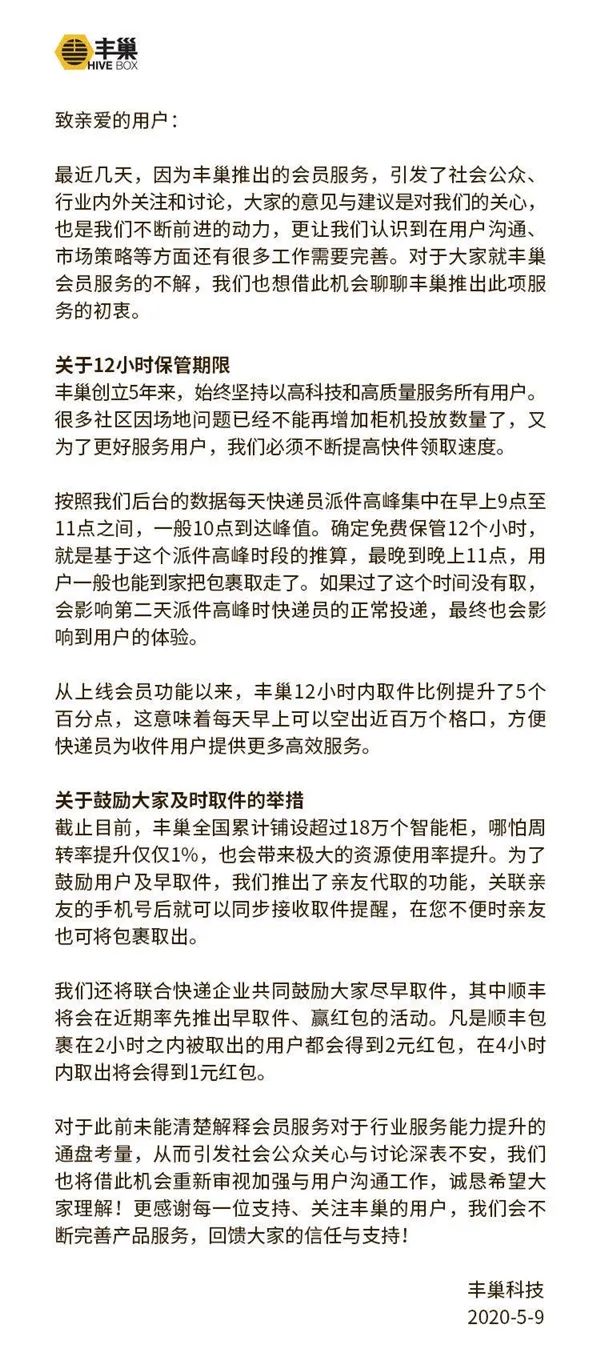 丰巢
HIVE BOX
致亲爱的用户：
最近几天，因为丰巢推出的会员服务，引发了社会公众、
行业内外关注和讨论，大家的意见与建议是对我们的关心，
也是我们不断前进的动力，更让我们认识到在用户沟通、
市场策略等方面还有很多工作需要完善。对于大家就丰巢
会员服务的不解，我们也想借此机会聊聊丰巢推出此项服
务的初衷。
关于12小时保管期限
丰巢创立5年来，始终坚持以高科技和高质量服务所有用户。
很多社区因场地问题已经不能再增加柜机投放数量了，又
为了更好服务用户，我们必须不断提高快件领取速度。
按照我们后台的数据每天快递员派件高峰集中在早上9点至
11点之间，一般10点到达峰值。确定免费保管12个小时，
就是基于这个派件高峰时段的推算，最晚到晚上11点，用
户一般也能到家把包裹取走了。如果过了这个时间没有取，
会影响第二天派件高峰时快递员的正常投递，最终也会影
响到用户的体验。
从上线会员功能以来，丰巢12小时内取件比例提升了5个
百分点，这意味着每天早上可以空出近百万个格口，方便
快递员为收件用户提供更多高效服务。
关于鼓励大家及时取件的举措
截止目前，丰巢全国累计铺设超过18万个智能柜，哪怕周
转率提升仅仅1%，也会带来极大的资源使用率提升。为了
鼓励用户及早取件，我们推出了亲友代取的功能，关联亲
友的手机号后就可以同步接收取件提醒，在您不便时亲友
也可将包裹取出。
我们还将联合快递企业共同鼓励大家尽早取件，其中顺丰
将会在近期率先推出早取件、赢红包的活动。凡是顺丰包
裹在2小时之内被取出的用户都会得到2元红包，在4小时
内取出将会得到1元红包。
对于此前未能清楚解释会员服务对于行业服务能力提升的
通盘考量，从而引发社会公众关心与讨论深表不安，我们
也将借此机会重新审视加强与用户沟通工作，诚恳希望大
家理解！更感谢每一位支持、关注丰巢的用户，我们会不
断完善产品服务，回馈大家的信任与支持！
丰巢科技
2020-5-9